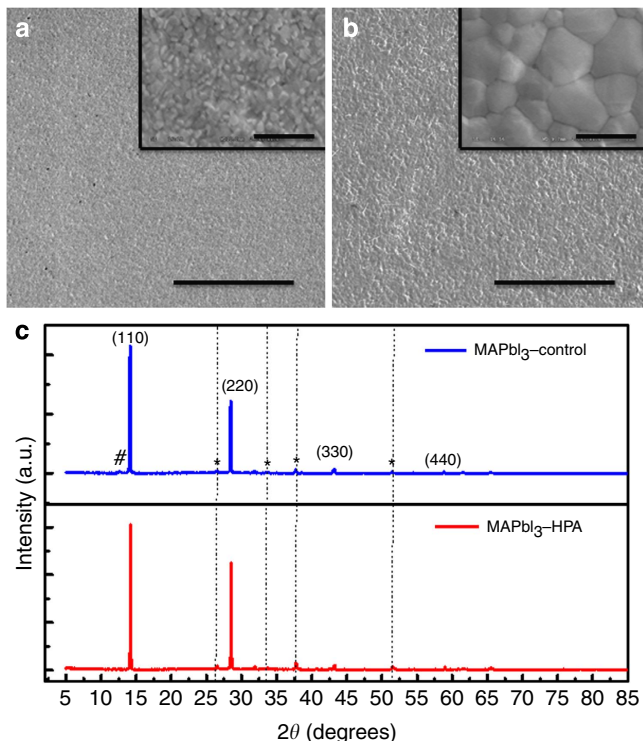 a
b
c
(110)
MAPbI3–control
(220)
#
*
*
*
*
(330)
(440)
Intensity (a.u.)
MAPbI3–HPA
5 10 15 20 25 30 35 40 45 50 55 60 65 70 75 80 85
2θ (degrees)